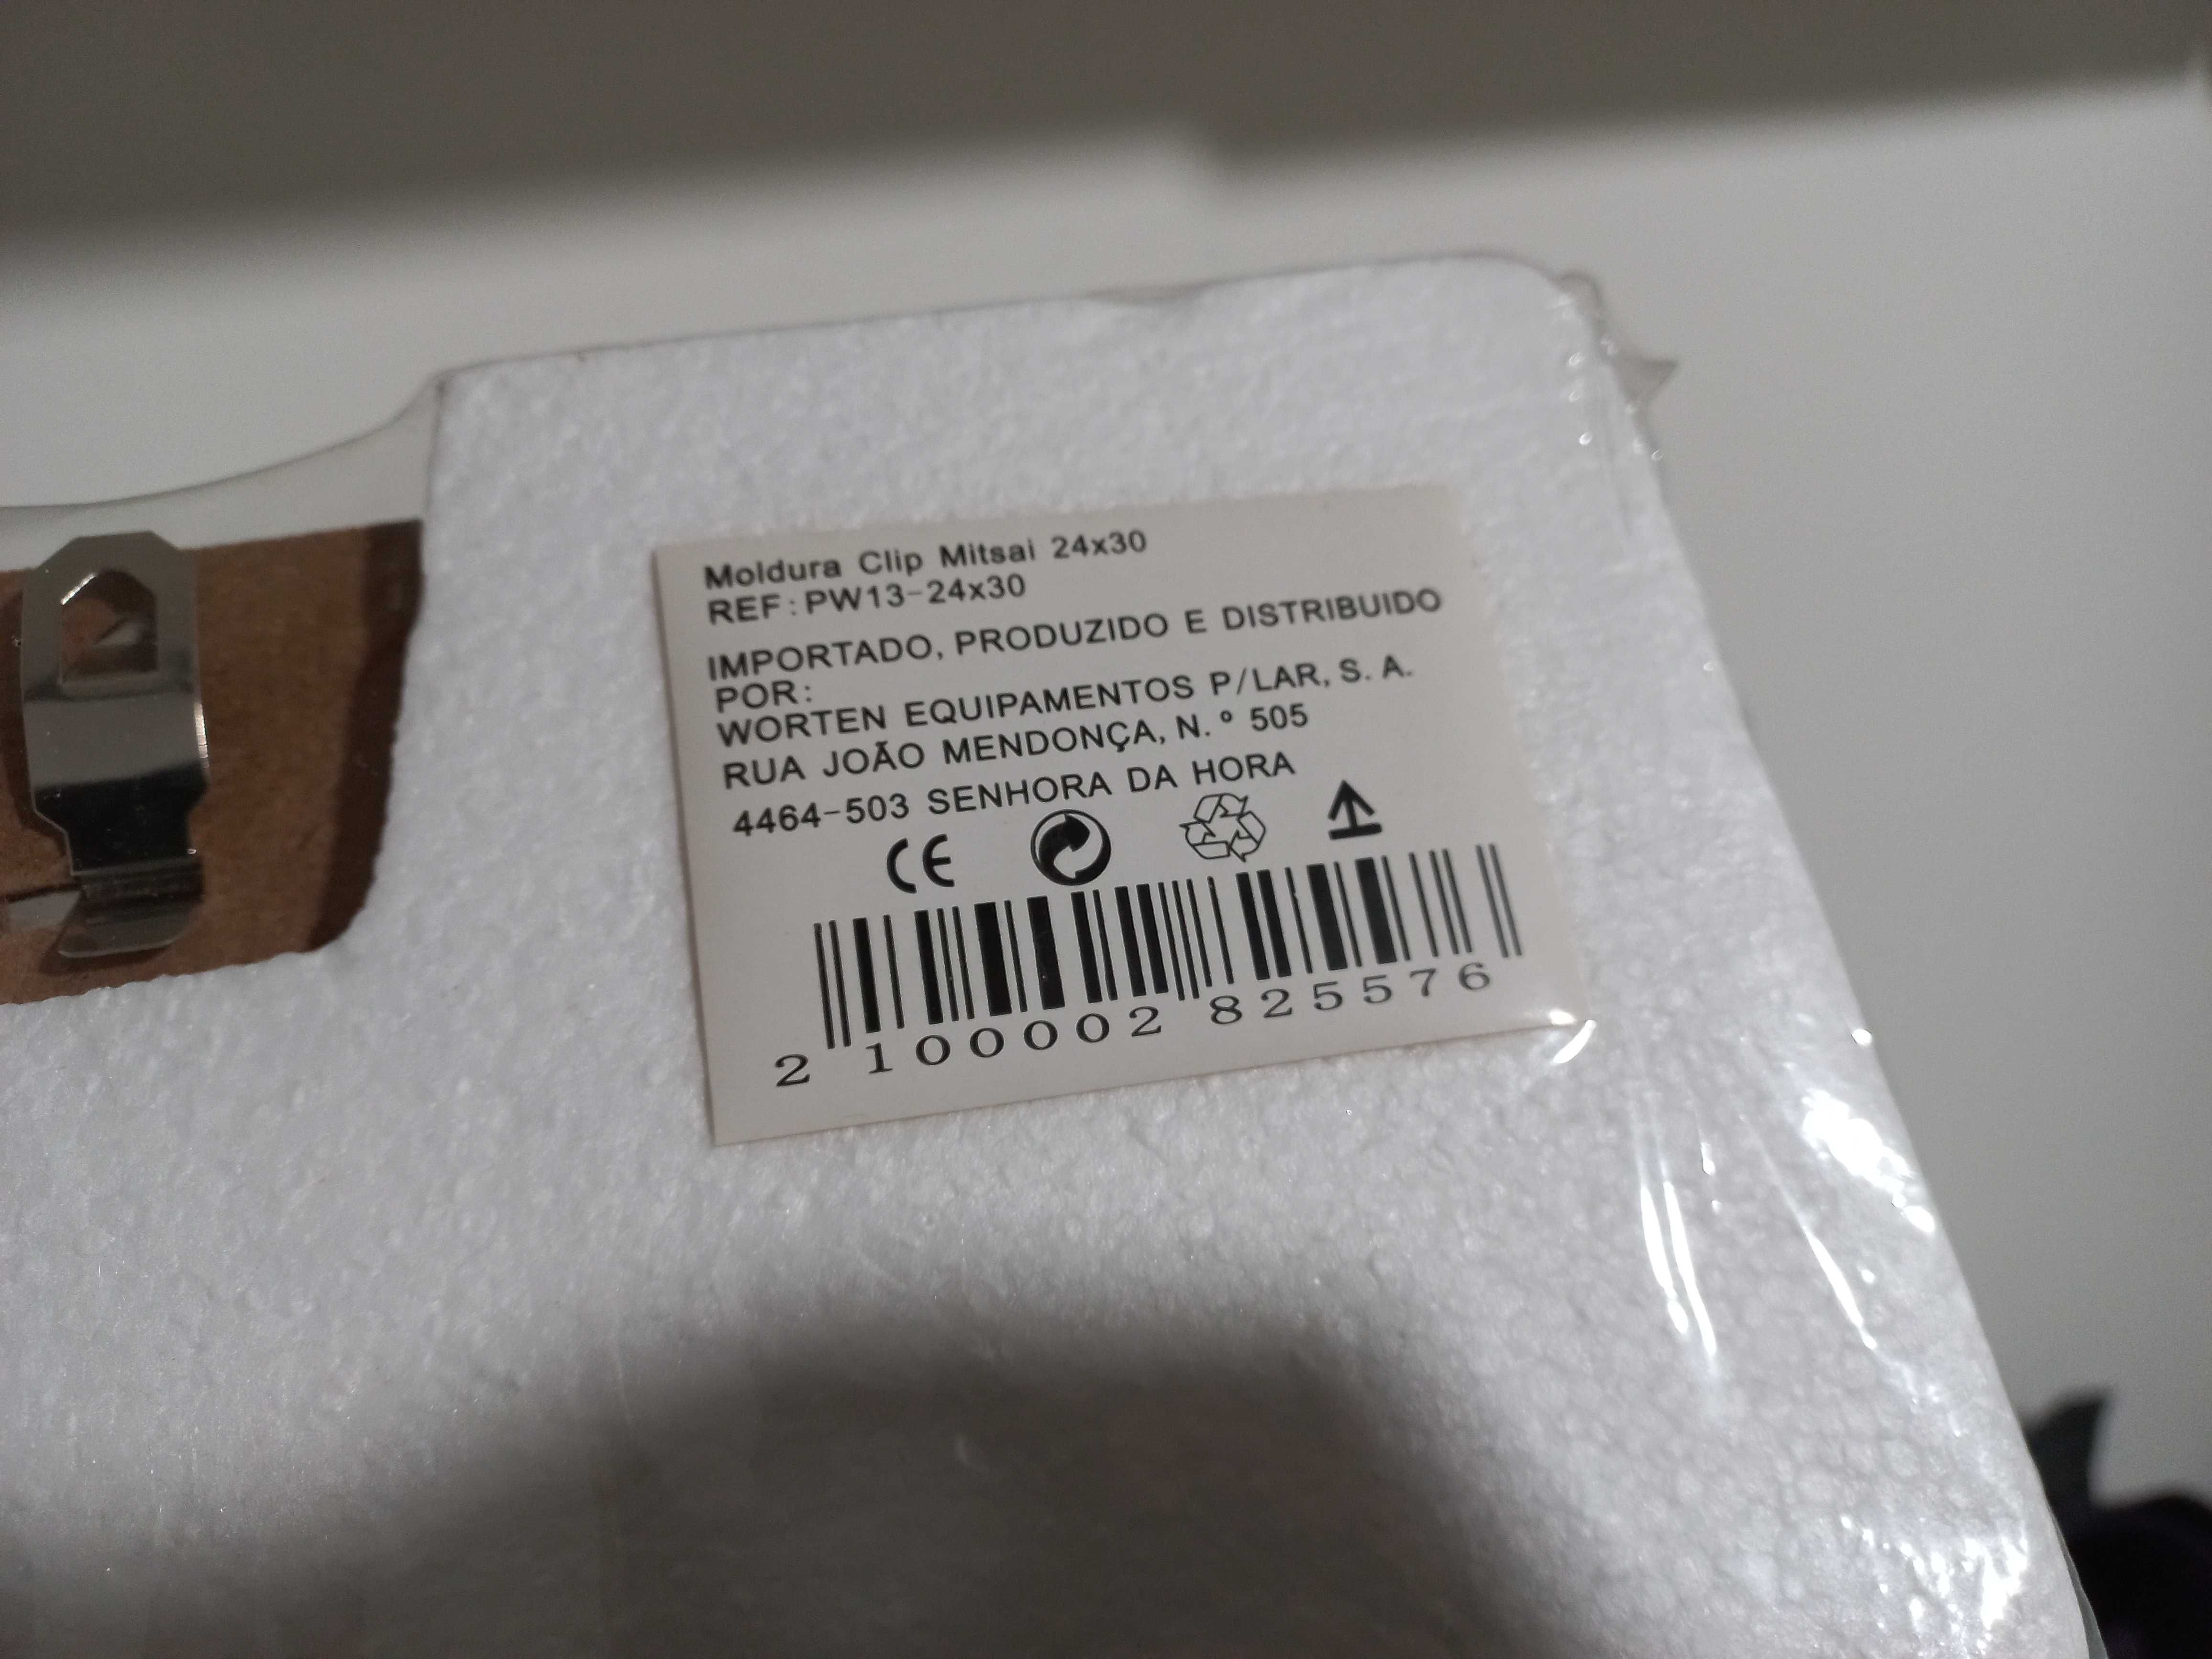 Moldura Clip Mitsai 24x30
REF:PW13-24x30
IMPORTADO, PRODUZIDO E DISTRIBUIDO
POR:
WORTEN EQUIPAMENTOS P/LAR, S. A.
RUA JOÃO MENDONÇA, N.º 505
4464-503 SENHORA DA HORA
CE
2 100002 825576